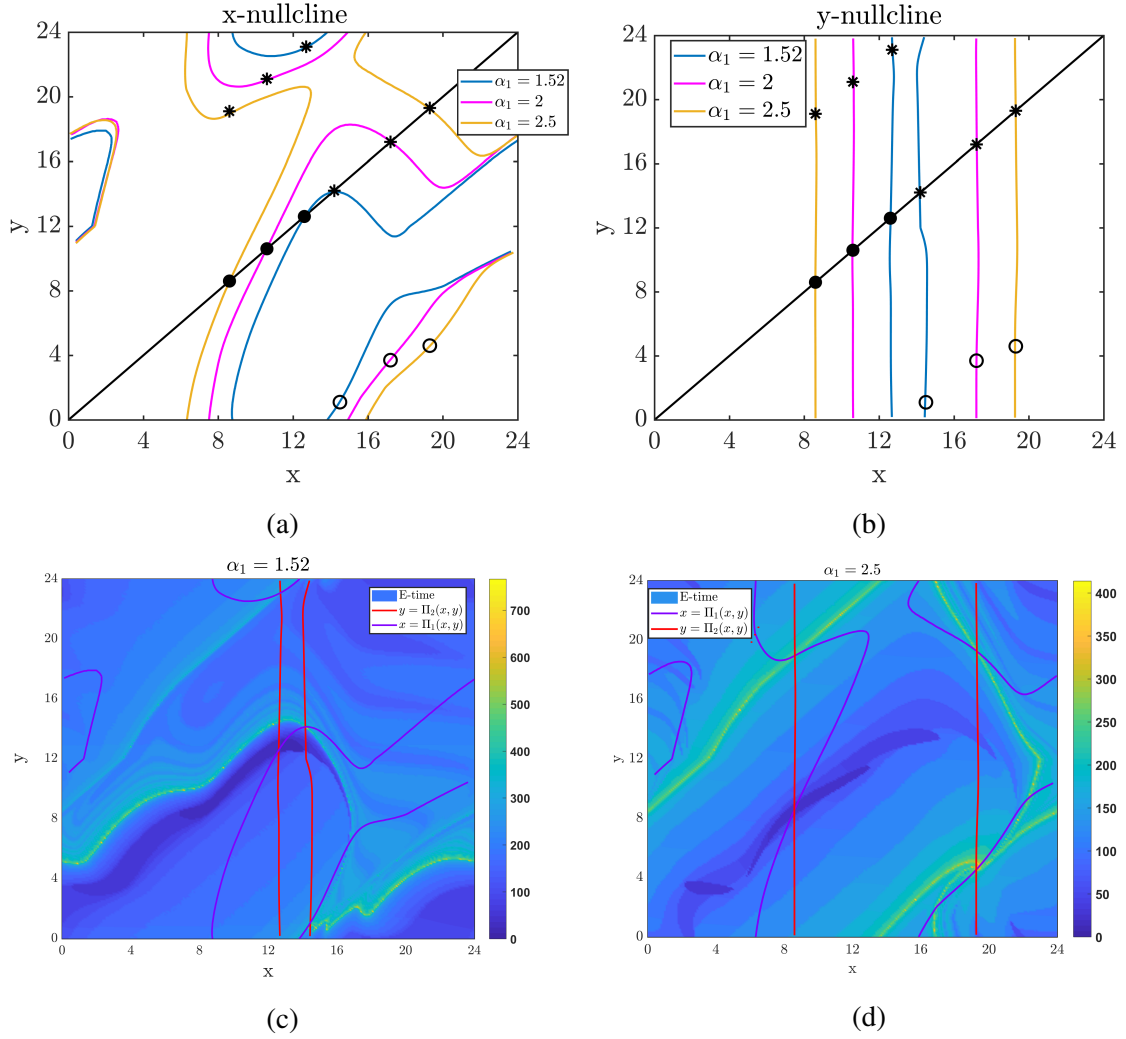 x-nullcline
24
20
16
12
8
4
0
y
0 4 8 12 16 20 24
x
α₁ = 1.52
α₁ = 2
α₁ = 2.5
(a)
y-nullcline
24
20
16
12
8
4
0
y
0 4 8 12 16 20 24
x
α₁ = 1.52
α₁ = 2
α₁ = 2.5
(b)
α₁ = 1.52
24
20
16
12
8
4
0
y
0 4 8 12 16 20 24
x
E-time
y = Π₂(x, y)
x = Π₁(x, y)
700
600
500
400
300
200
100
0
(c)
α₁ = 2.5
24
20
16
12
8
4
0
y
0 4 8 12 16 20 24
x
E-time
x = Π₁(x, y)
y = Π₂(x, y)
400
350
300
250
200
150
100
50
0
(d)